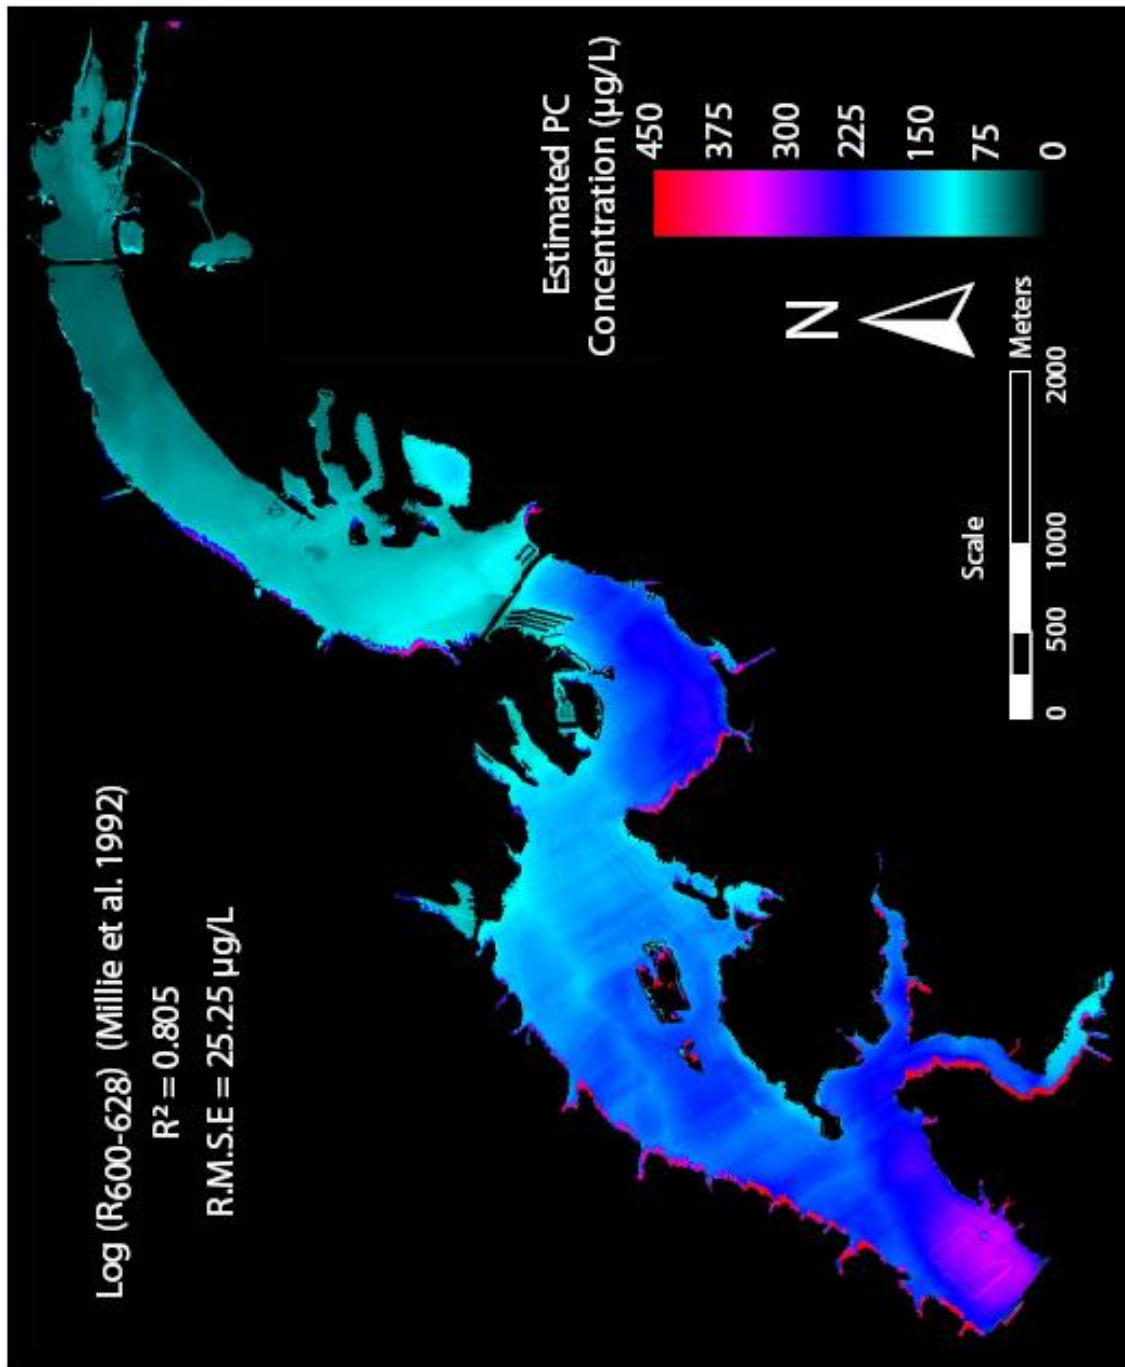 Log (R600-628) (Millie et al. 1992)
R² = 0.805
R.M.S.E = 25.25 µg/L
Estimated PC
Concentration (µg/L)
450
375
300
225
150
75
0
N
Scale
0 500 1000 2000 Meters